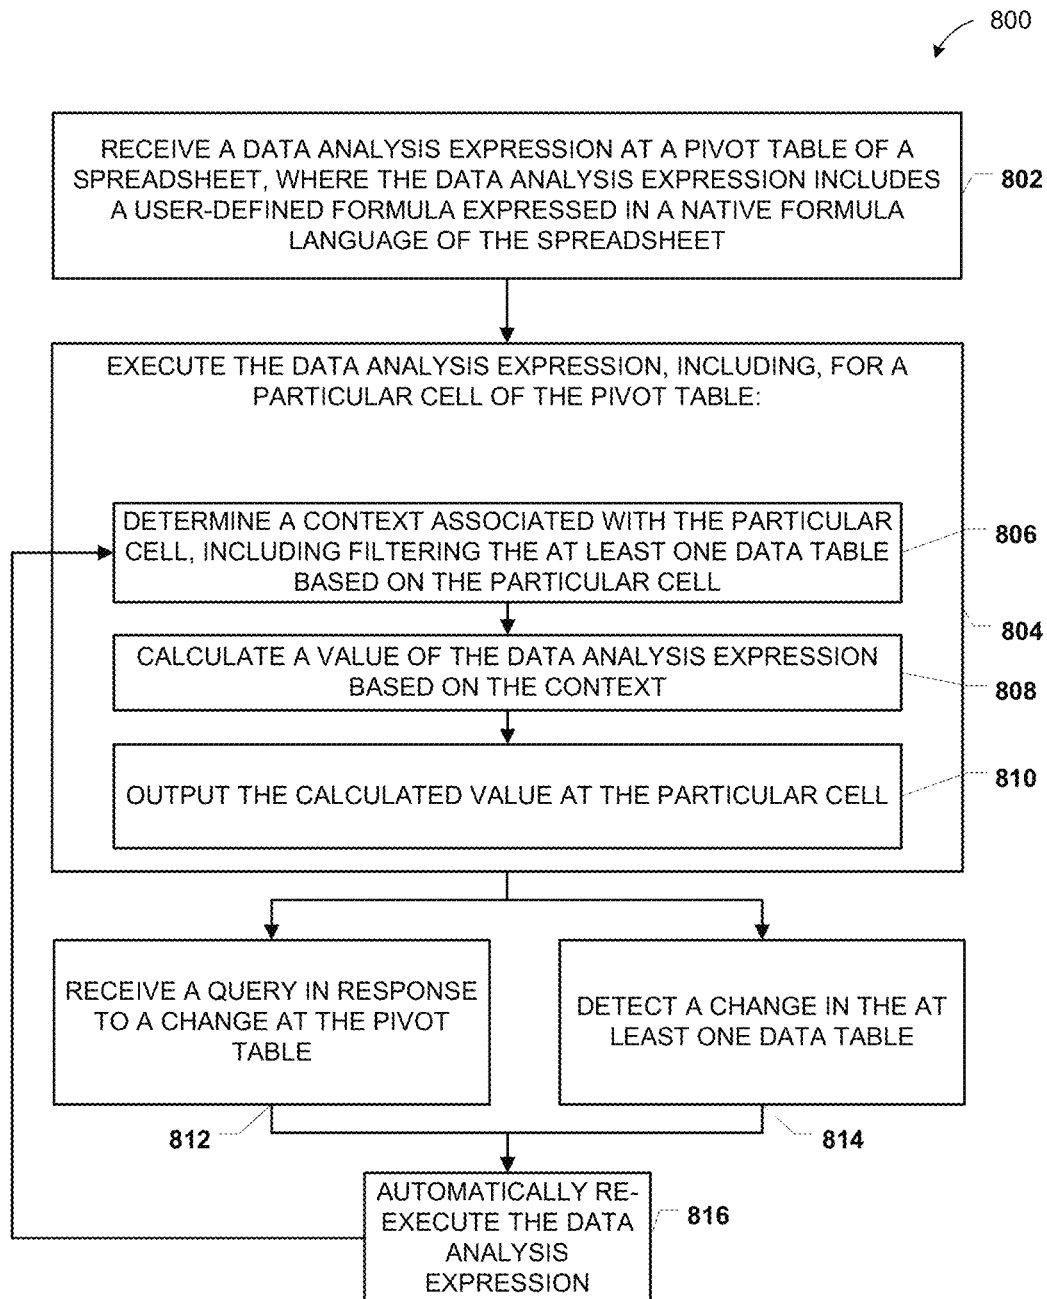 800
RECEIVE A DATA ANALYSIS EXPRESSION AT A PIVOT TABLE OF A
SPREADSHEET, WHERE THE DATA ANALYSIS EXPRESSION INCLUDES
A USER-DEFINED FORMULA EXPRESSED IN A NATIVE FORMULA
LANGUAGE OF THE SPREADSHEET
802
EXECUTE THE DATA ANALYSIS EXPRESSION, INCLUDING, FOR A
PARTICULAR CELL OF THE PIVOT TABLE:
DETERMINE A CONTEXT ASSOCIATED WITH THE PARTICULAR
CELL, INCLUDING FILTERING THE AT LEAST ONE DATA TABLE
BASED ON THE PARTICULAR CELL
806
804
CALCULATE A VALUE OF THE DATA ANALYSIS EXPRESSION
BASED ON THE CONTEXT
808
OUTPUT THE CALCULATED VALUE AT THE PARTICULAR CELL
810
RECEIVE A QUERY IN RESPONSE
TO A CHANGE AT THE PIVOT
TABLE
812
DETECT A CHANGE IN THE AT
LEAST ONE DATA TABLE
814
AUTOMATICALLY RE-
EXECUTE THE DATA
ANALYSIS
EXPRESSION
816